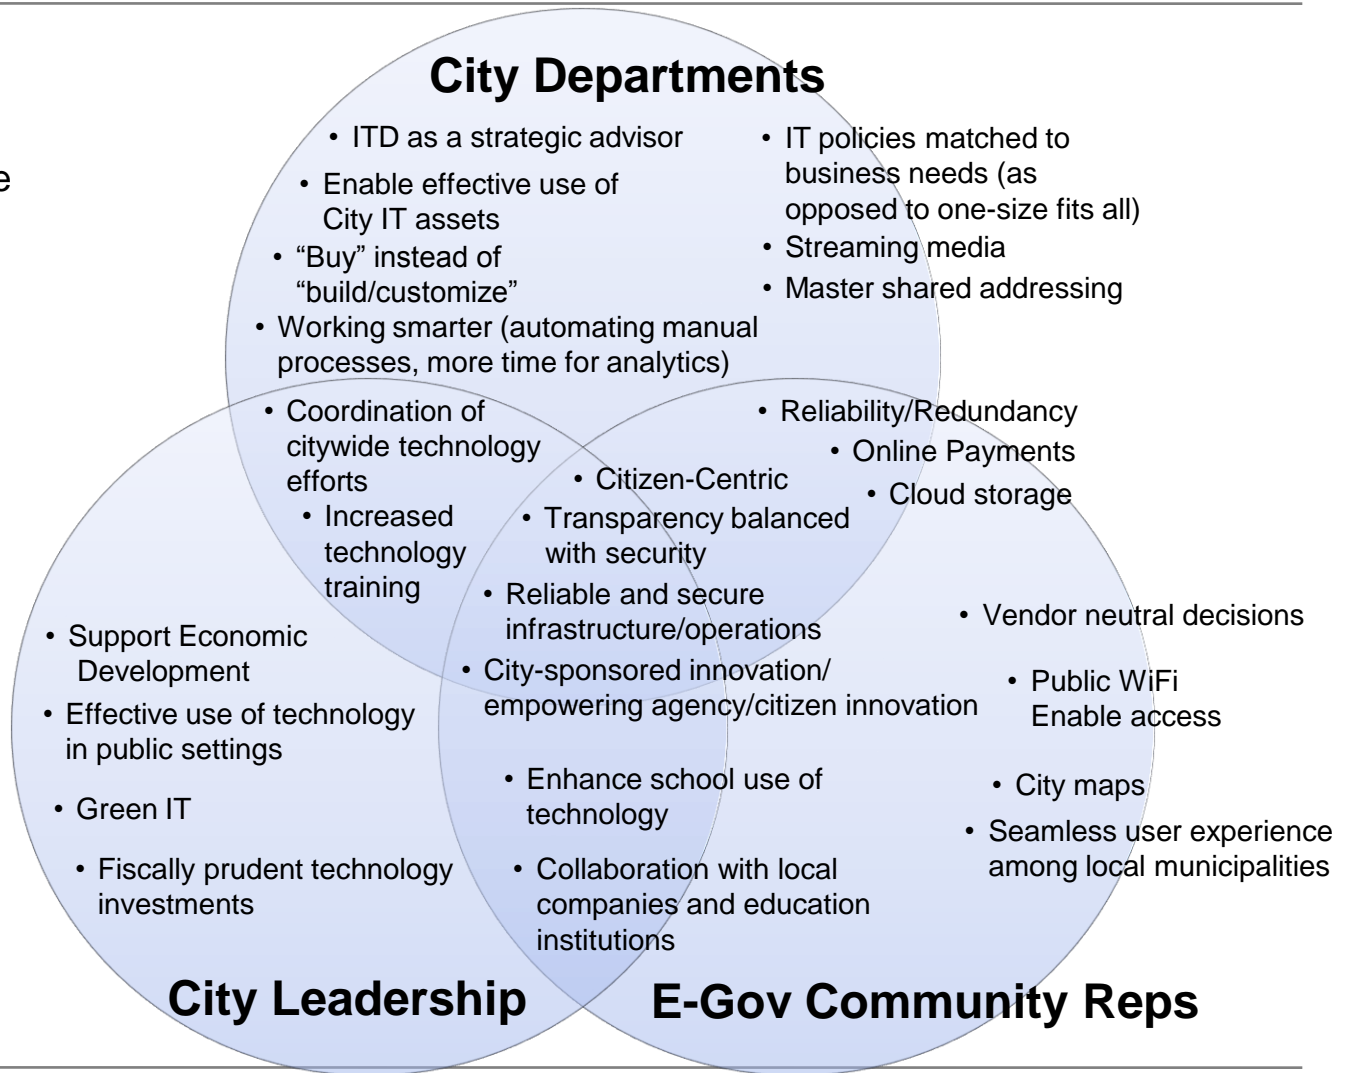 City Departments
• ITD as a strategic advisor
• Enable effective use of
City IT assets
• “Buy” instead of
“build/customize”
• Working smarter (automating manual
processes, more time for analytics)
• IT policies matched to
business needs (as
opposed to one-size fits all)
• Streaming media
• Master shared addressing
e
• Coordination of
citywide technology
efforts
• Increased
technology
training
• Reliability/Redundancy
• Online Payments
• Cloud storage
• Citizen-Centric
• Transparency balanced
with security
• Reliable and secure
infrastructure/operations
• City-sponsored innovation/
empowering agency/citizen innovation
• Support Economic
Development
• Effective use of technology
in public settings
• Green IT
• Fiscally prudent technology
investments
• Enhance school use of
technology
• Collaboration with local
companies and education
institutions
• Vendor neutral decisions
• Public WiFi
Enable access
• City maps
• Seamless user experience
among local municipalities
City Leadership
E-Gov Community Reps